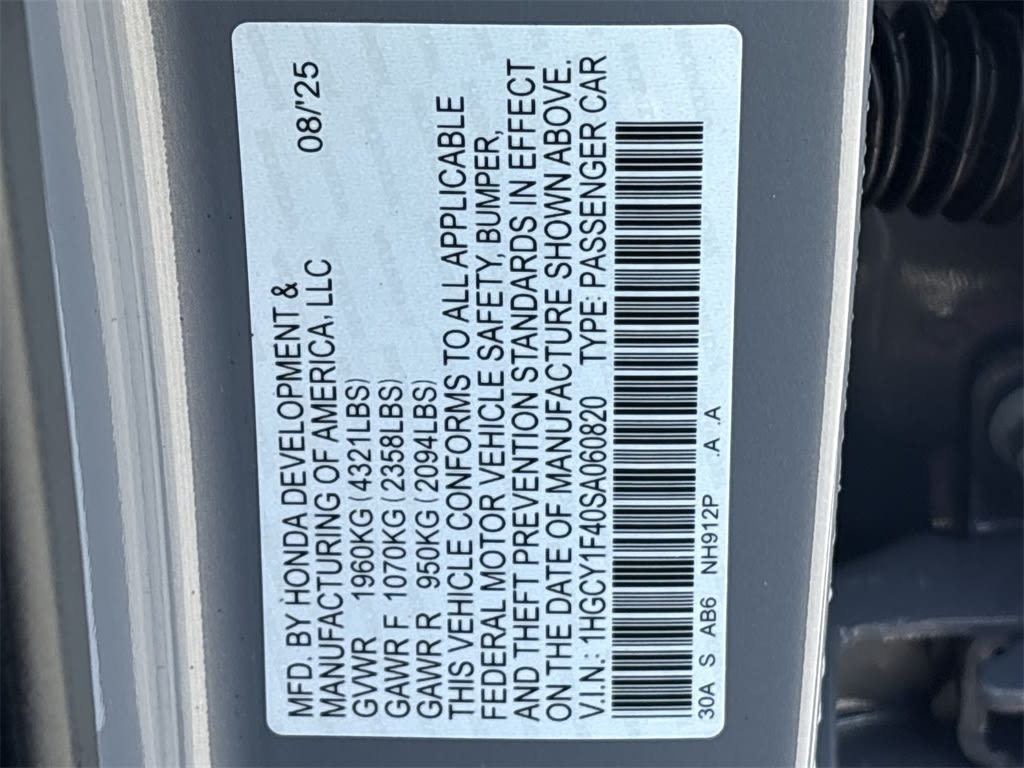 MFD. BY HONDA DEVELOPMENT & 08/'25
MANUFACTURING OF AMERICA, LLC
GVWR 1960KG (4321LBS)
GAWR F 1070KG (2358LBS)
GAWR R 950KG (2094LBS)
THIS VEHICLE CONFORMS TO ALL APPLICABLE
FEDERAL MOTOR VEHICLE SAFETY, BUMPER,
AND THEFT PREVENTION STANDARDS IN EFFECT
ON THE DATE OF MANUFACTURE SHOWN ABOVE.
V.I.N.: 1HGCY1F40SA060820 TYPE: PASSENGER CAR
30A S AB6 NH912P .A .A